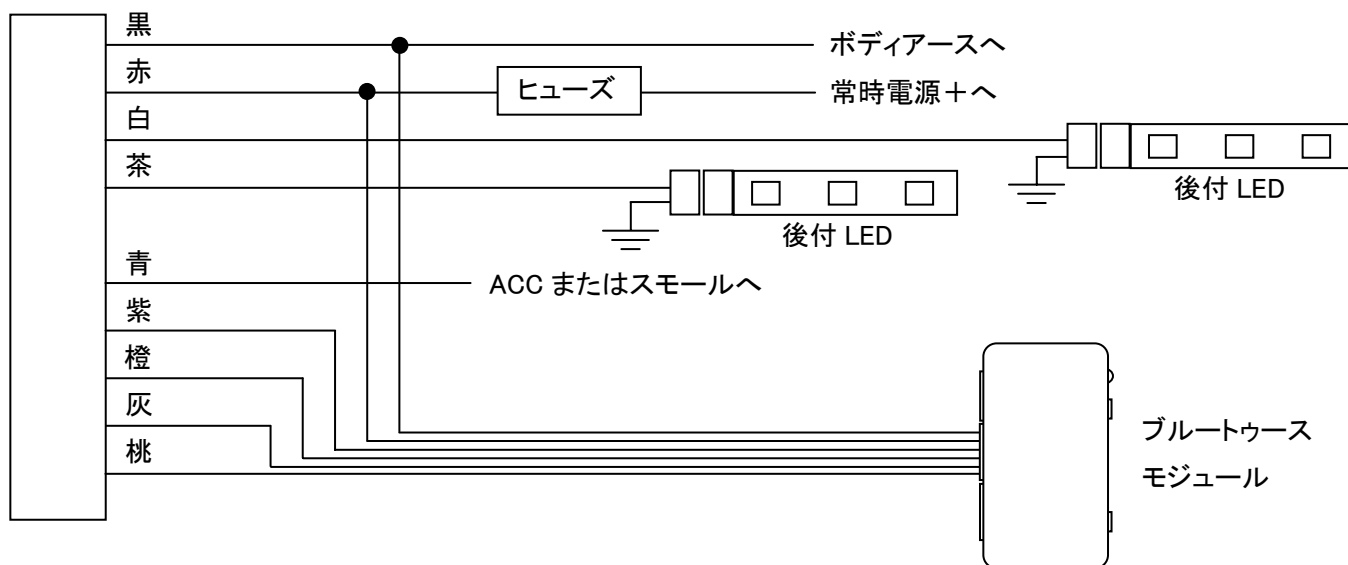 黒
ボディアースへ
赤
ヒューズ
常時電源＋へ
白
茶
後付 LED
後付 LED
青
ACC またはスモールへ
紫
橙
灰
桃
ブルートゥース
モジュール